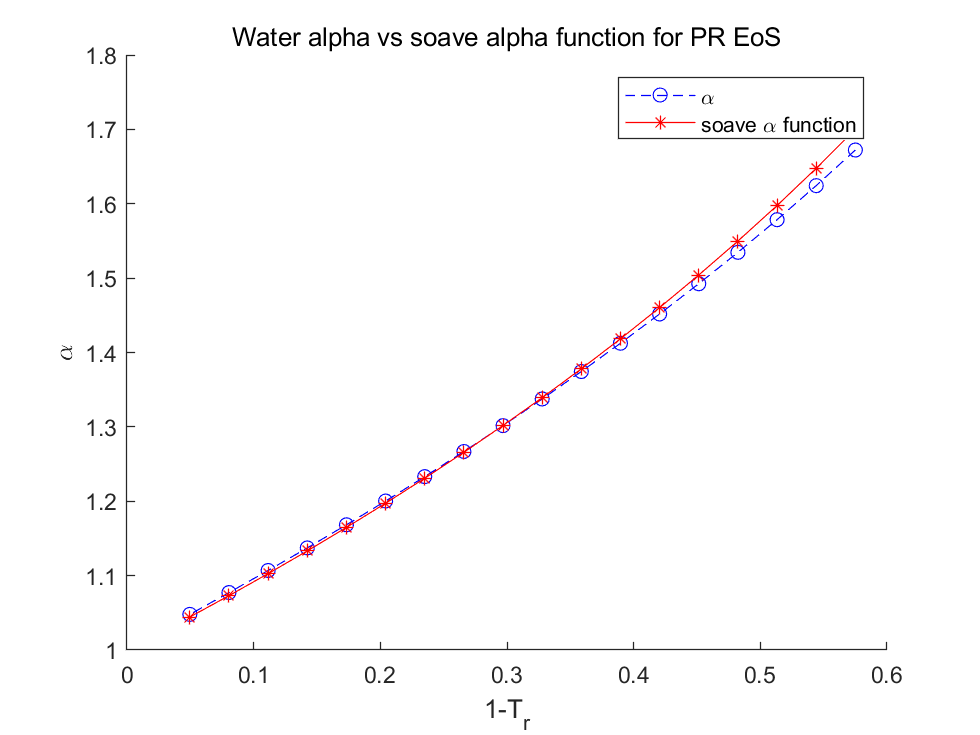 Water alpha vs soave alpha function for PR EoS
α
soave α function
1.8
1.7
1.6
1.5
1.4
1.3
1.2
1.1
1
α
0 0.1 0.2 0.3 0.4 0.5 0.6
1-Tr